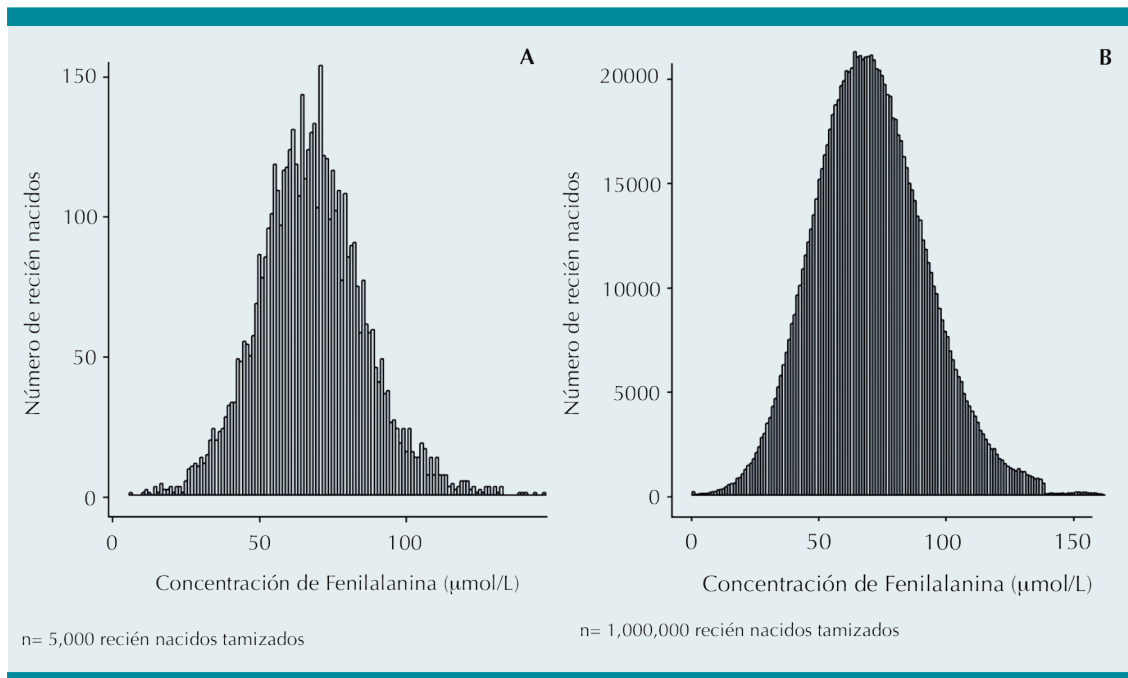 A
150
100
50
0
0
50
100
Número de recién nacidos
Concentración de Fenilalanina (μmol/L)
n= 5,000 recién nacidos tamizados
B
20000
15000
10000
5000
0
0
50
100
150
Número de recién nacidos
Concentración de Fenilalanina (μmol/L)
n= 1,000,000 recién nacidos tamizados